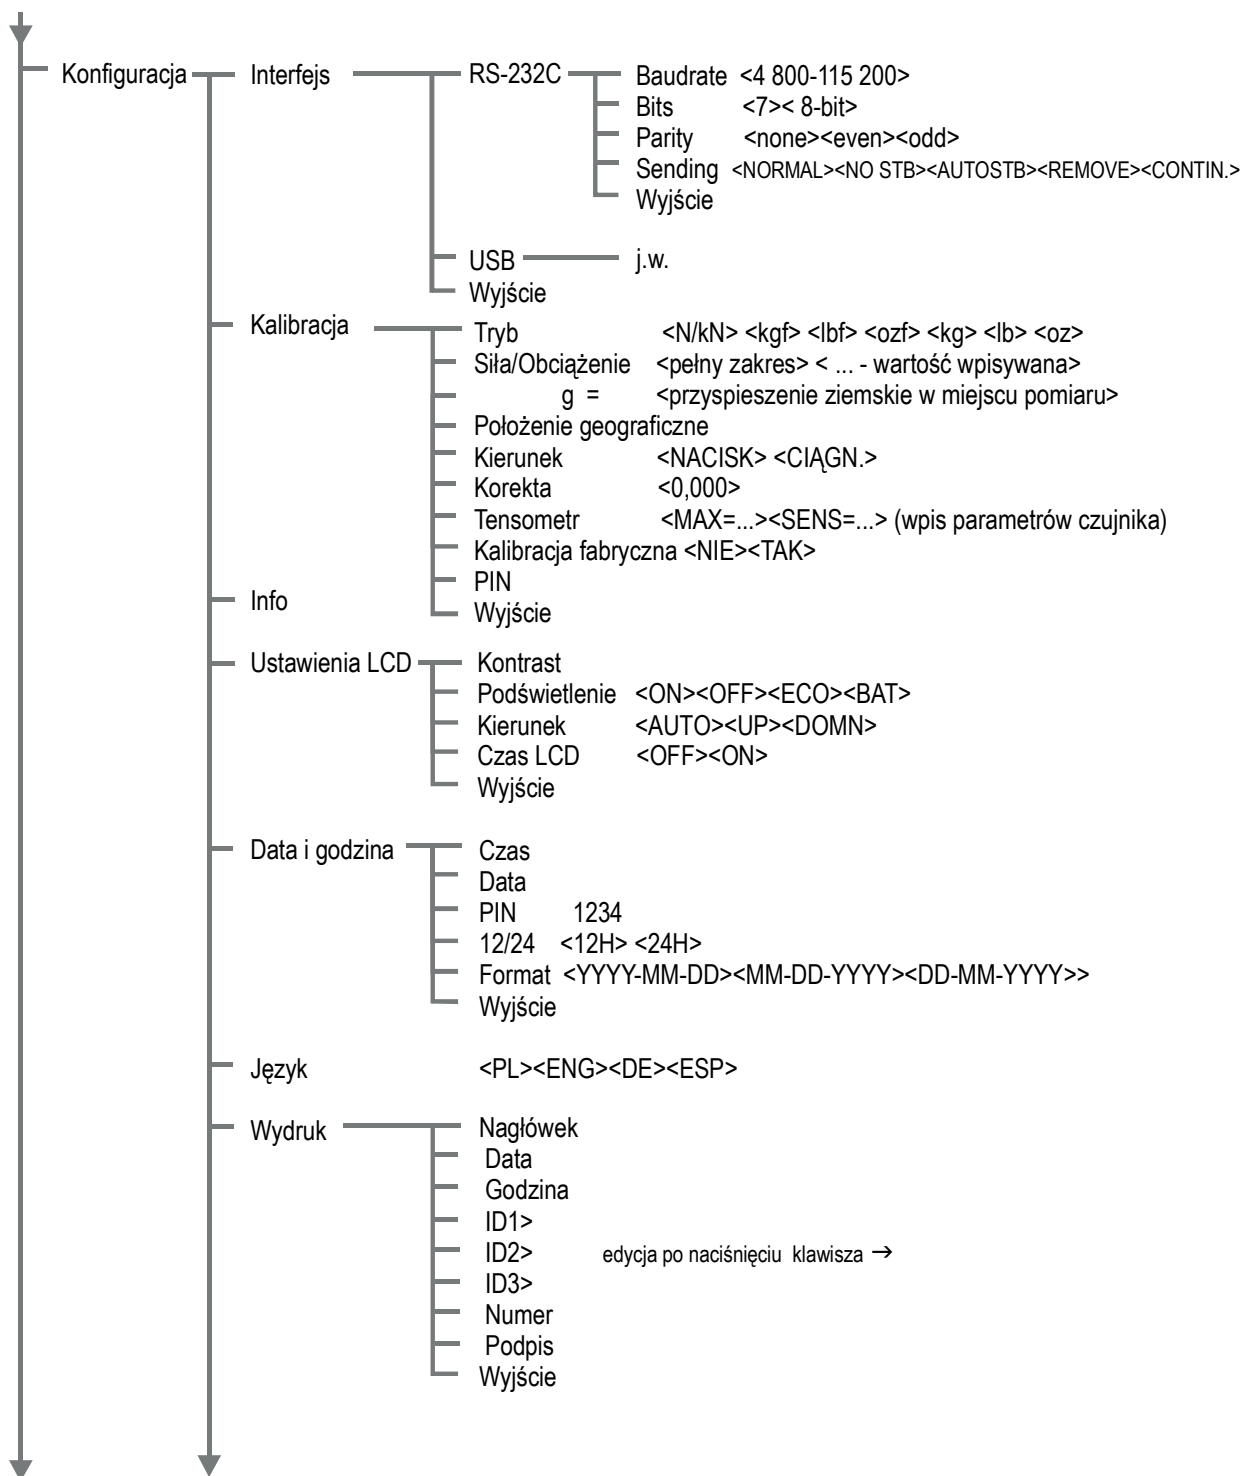 Konfiguracja Interfejs RS-232C Baudrate <4 800-115 200>
Bits <7>< 8-bit>
Parity <none><even><odd>
Sending <NORMAL><NO STB><AUTOSTB><REMOVE><CONTIN.>
Wyjście
USB j.w.
Wyjście
Kalibracja Tryb <N/kN> <kgf> <lbf> <ozf> <kg> <lb> <oz>
Siła/Obciążenie <pełny zakres> < ... - wartość wpisywana>
g = <przyspieszenie ziemskie w miejscu pomiaru>
Położenie geograficzne
Kierunek <NACISK> <CIĄGN.>
Korekta <0,000>
Tensometr <MAX=...><SENS=...> (wpis parametrów czujnika)
Kalibracja fabryczna <NIE><TAK>
PIN
Info
Wyjście
Ustawienia LCD Kontrast
Podświetlenie <ON><OFF><ECO><BAT>
Kierunek <AUTO><UP><DOMN>
Czas LCD <OFF><ON>
Wyjście
Data i godzina Czas
Data
PIN 1234
12/24 <12H> <24H>
Format <YYYY-MM-DD><MM-DD-YYYY><DD-MM-YYYY>>
Wyjście
Język <PL><ENG><DE><ESP>
Wydruk Nagłówek
Data
Godzina
ID1>
ID2> edycja po naciśnięciu klawisza →
ID3>
Numer
Podpis
Wyjście